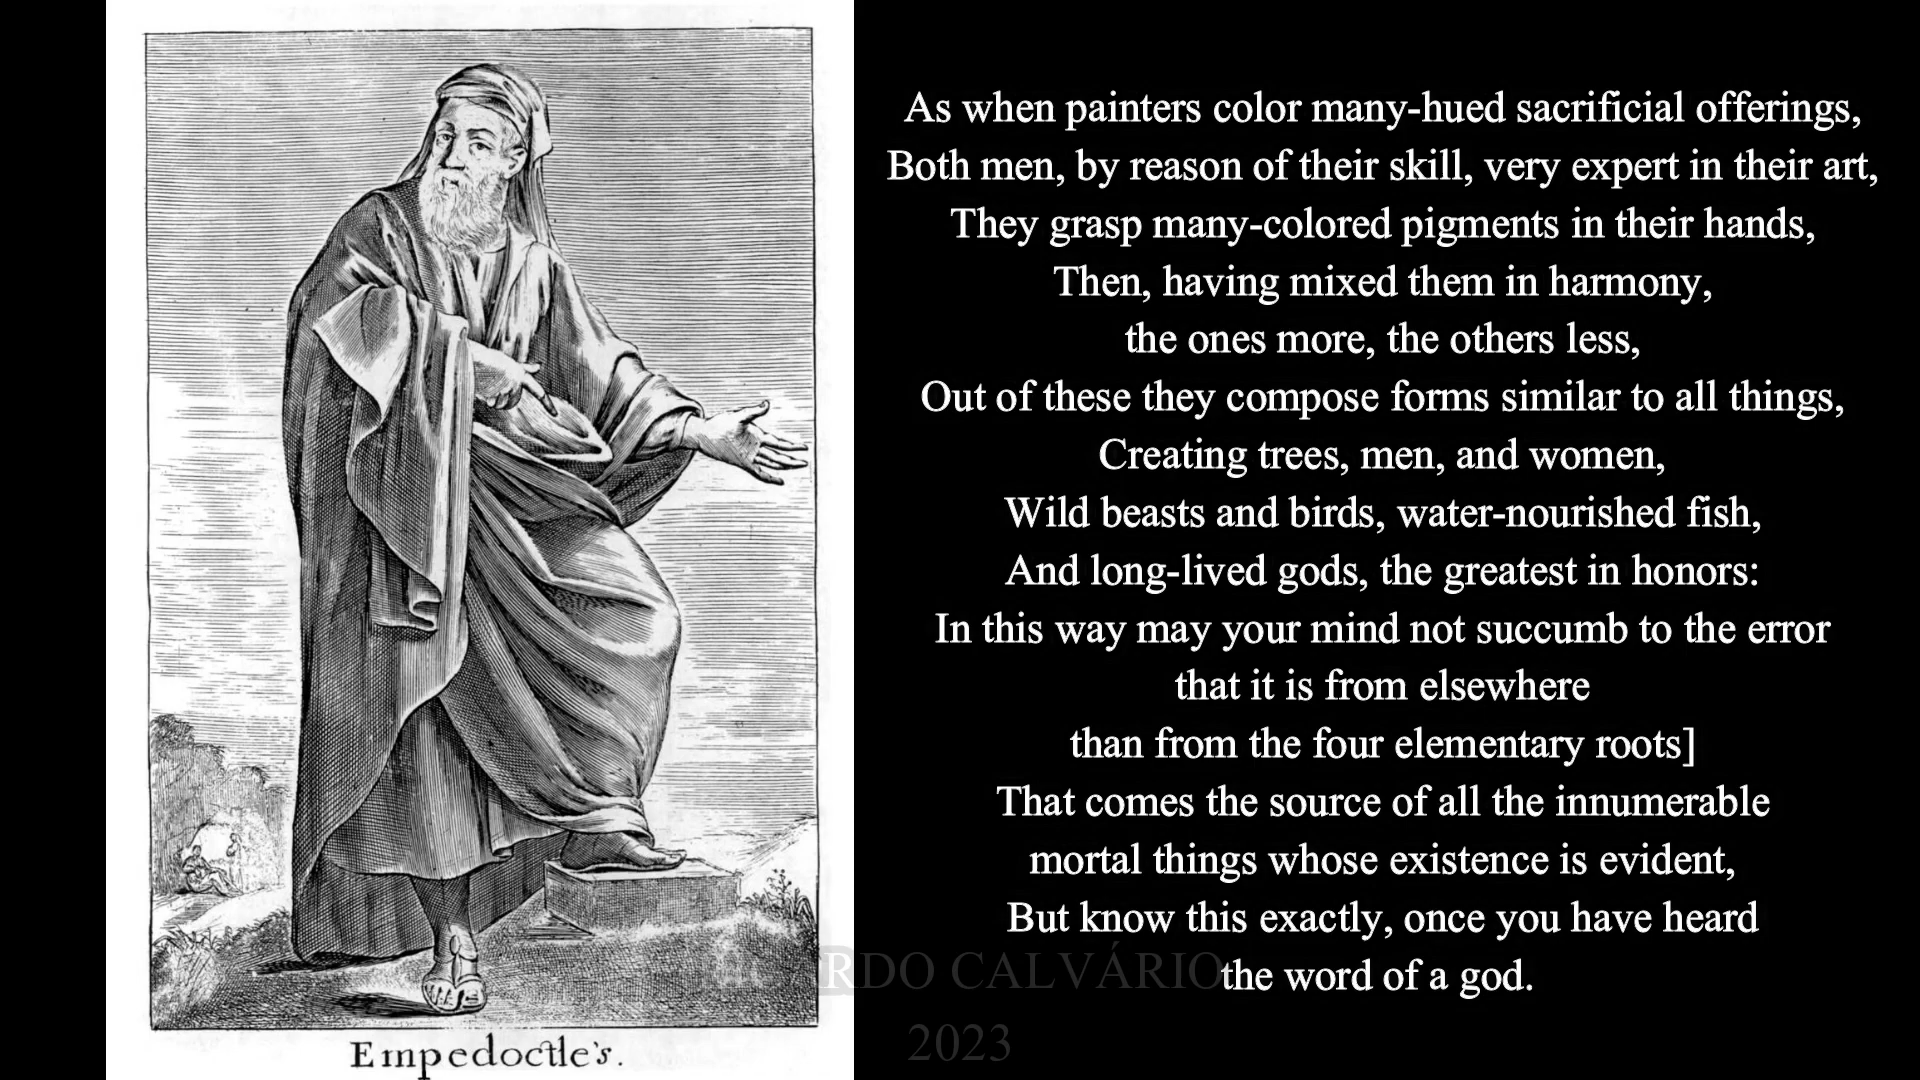 As when painters color many-hued sacrificial offerings,
Both men, by reason of their skill, very expert in their art,
They grasp many-colored pigments in their hands,
Then, having mixed them in harmony,
the ones more, the others less,
Out of these they compose forms similar to all things,
Creating trees, men, and women,
Wild beasts and birds, water-nourished fish,
And long-lived gods, the greatest in honors:
In this way may your mind not succumb to the error
that it is from elsewhere
than from the four elementary roots]
That comes the source of all the innumerable
mortal things whose existence is evident,
But know this exactly, once you have heard
the word of a god.
Empedoctle's.
CALVÁRIO
2023